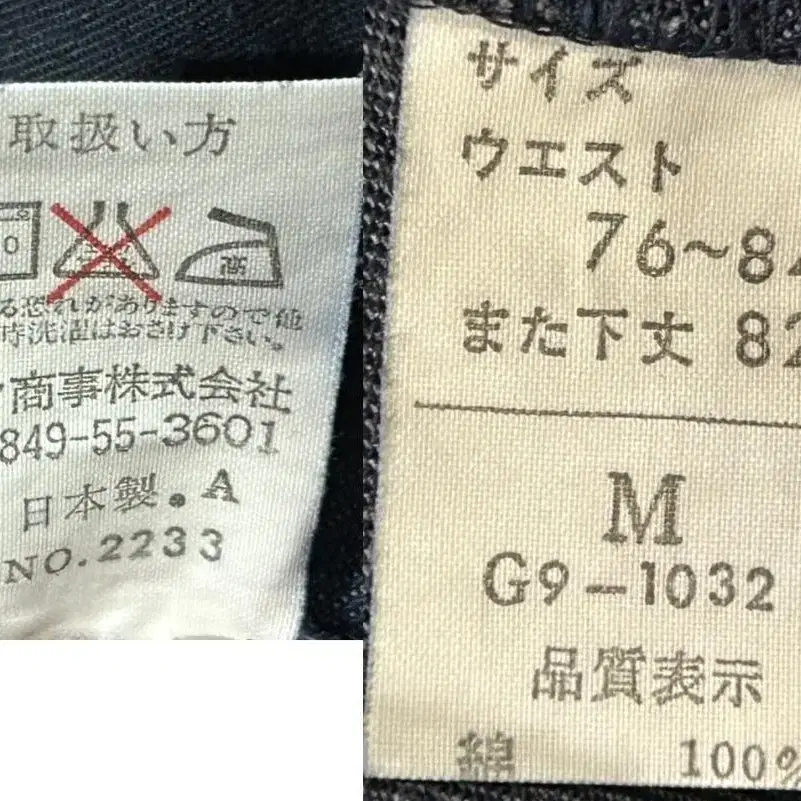 取扱い方
0
る恐れがありますので他
時洗濯はおさけ下さい。
商事株式会社
849-55-3601
日本製.A
NO.2233
サイズ
ウエスト
76~84
また下丈 82
M
G9-1032
品質表示
綿 100%